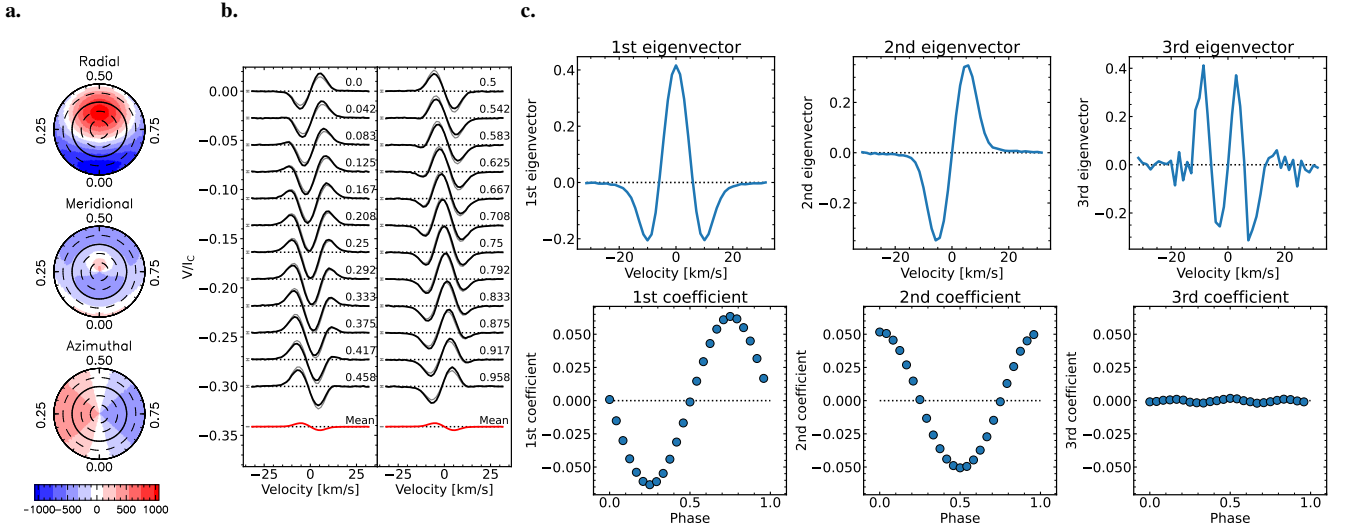 a.
Radial
0.50
0.25
0.75
0.00
Meridional
0.50
0.25
0.75
0.00
Azimuthal
0.50
0.25
0.75
0.00
−1000 −500 0 500 1000
b.
V/I_C
0.00
−0.05
−0.10
−0.15
−0.20
−0.25
−0.30
−0.35
0.0
0.042
0.083
0.125
0.167
0.208
0.25
0.292
0.333
0.375
0.417
0.458
Mean
0.5
0.542
0.583
0.625
0.667
0.708
0.75
0.792
0.833
0.875
0.917
0.958
Mean
−25 0 25
−25 0 25
Velocity [km/s]
Velocity [km/s]
c.
1st eigenvector
1st eigenvector
0.4
0.2
0.0
−0.2
−20 0 20
Velocity [km/s]
2nd eigenvector
2nd eigenvector
0.2
0.0
−0.2
−20 0 20
Velocity [km/s]
3rd eigenvector
3rd eigenvector
0.4
0.2
0.0
−0.2
−20 0 20
Velocity [km/s]
1st coefficient
1st coefficient
0.050
0.025
0.000
−0.025
−0.050
0.0 0.5 1.0
Phase
2nd coefficient
2nd coefficient
0.050
0.025
0.000
−0.025
−0.050
0.0 0.5 1.0
Phase
3rd coefficient
3rd coefficient
0.050
0.025
0.000
−0.025
−0.050
0.0 0.5 1.0
Phase